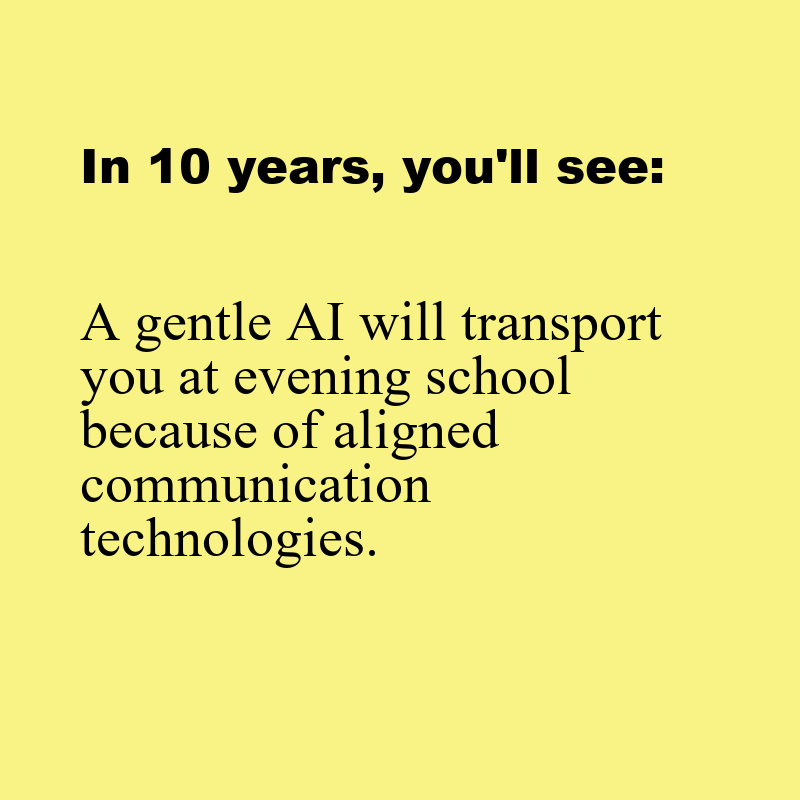 In 10 years, you'll see:
A gentle AI will transport
you at evening school
because of aligned
communication
technologies.